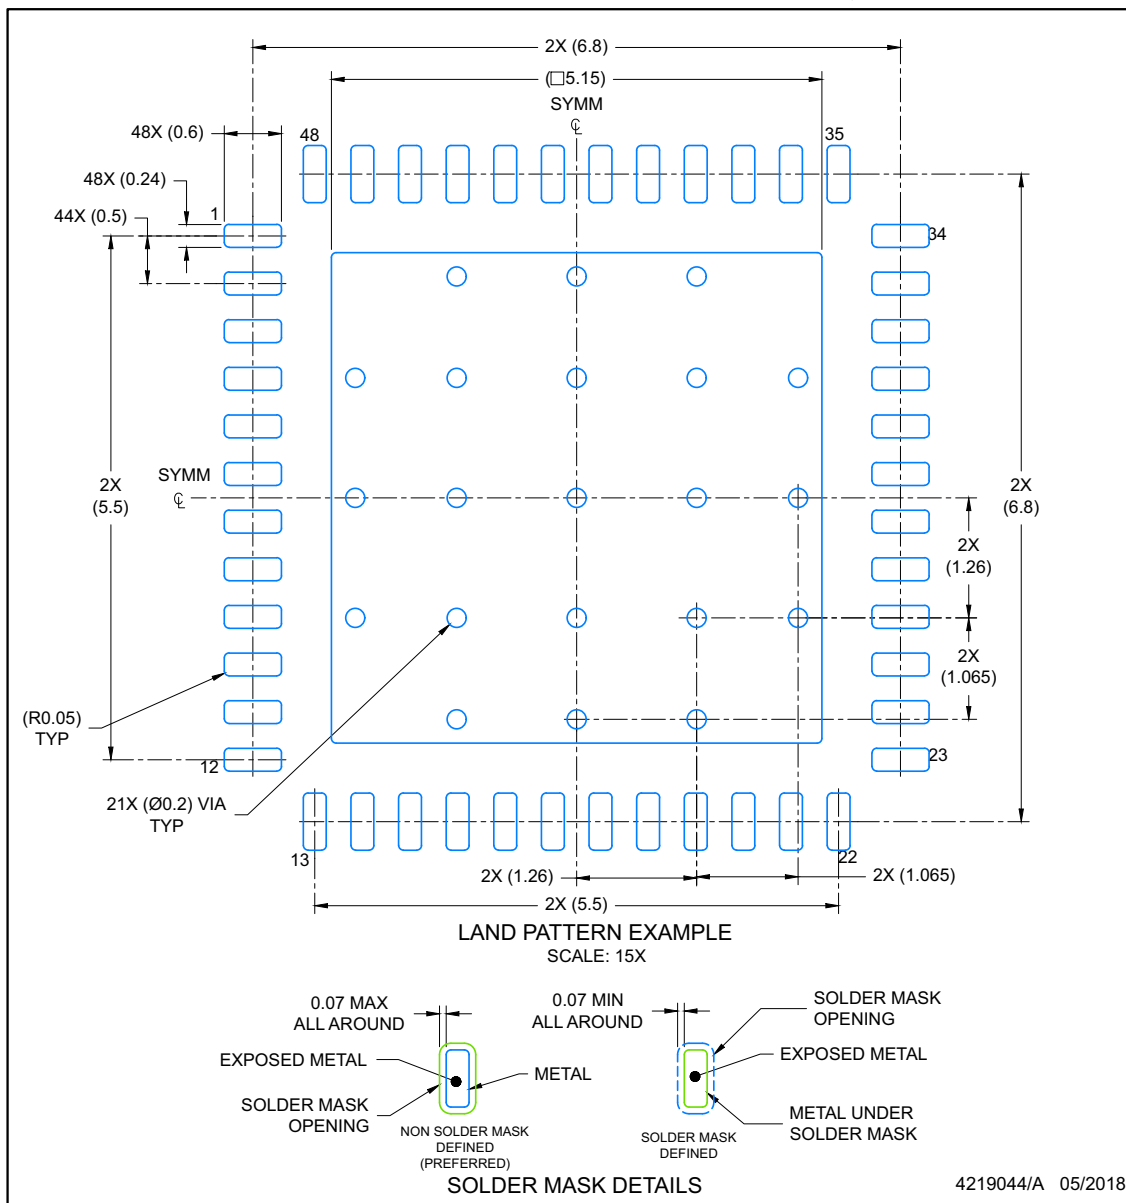 2X (6.8)
(□5.15)
SYMM
℄
48X (0.6)
48
35
48X (0.24)
44X (0.5)
1
34
SYMM
℄
2X
(5.5)
2X
(6.8)
2X
(1.26)
2X
(1.065)
(R0.05)
TYP
12
23
21X (Ø0.2) VIA
TYP
13
22
2X (1.26)
2X (1.065)
2X (5.5)
LAND PATTERN EXAMPLE
SCALE: 15X
0.07 MAX
ALL AROUND
0.07 MIN
ALL AROUND
SOLDER MASK
OPENING
EXPOSED METAL
METAL
EXPOSED METAL
SOLDER MASK
OPENING
METAL UNDER
SOLDER MASK
NON SOLDER MASK
DEFINED
(PREFERRED)
SOLDER MASK
DEFINED
SOLDER MASK DETAILS
4219044/A 05/2018